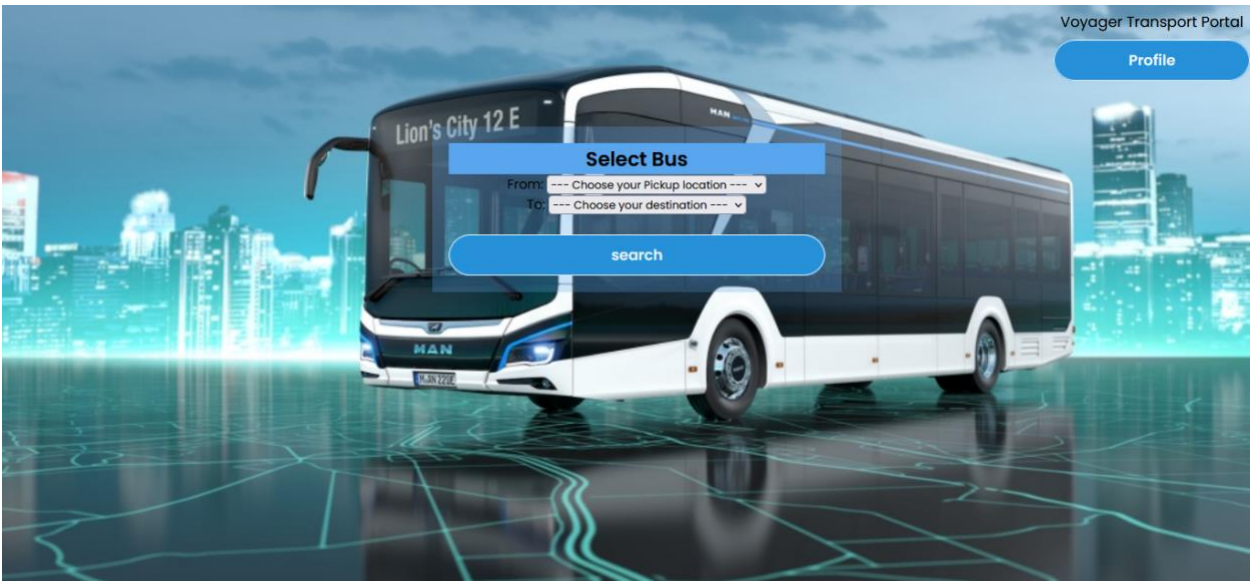 Voyager Transport Portal
Profile
Lion's City 12 E
MAN
Select Bus
From: --- Choose your Pickup location ---
To: --- Choose your destination ---
search
MAN